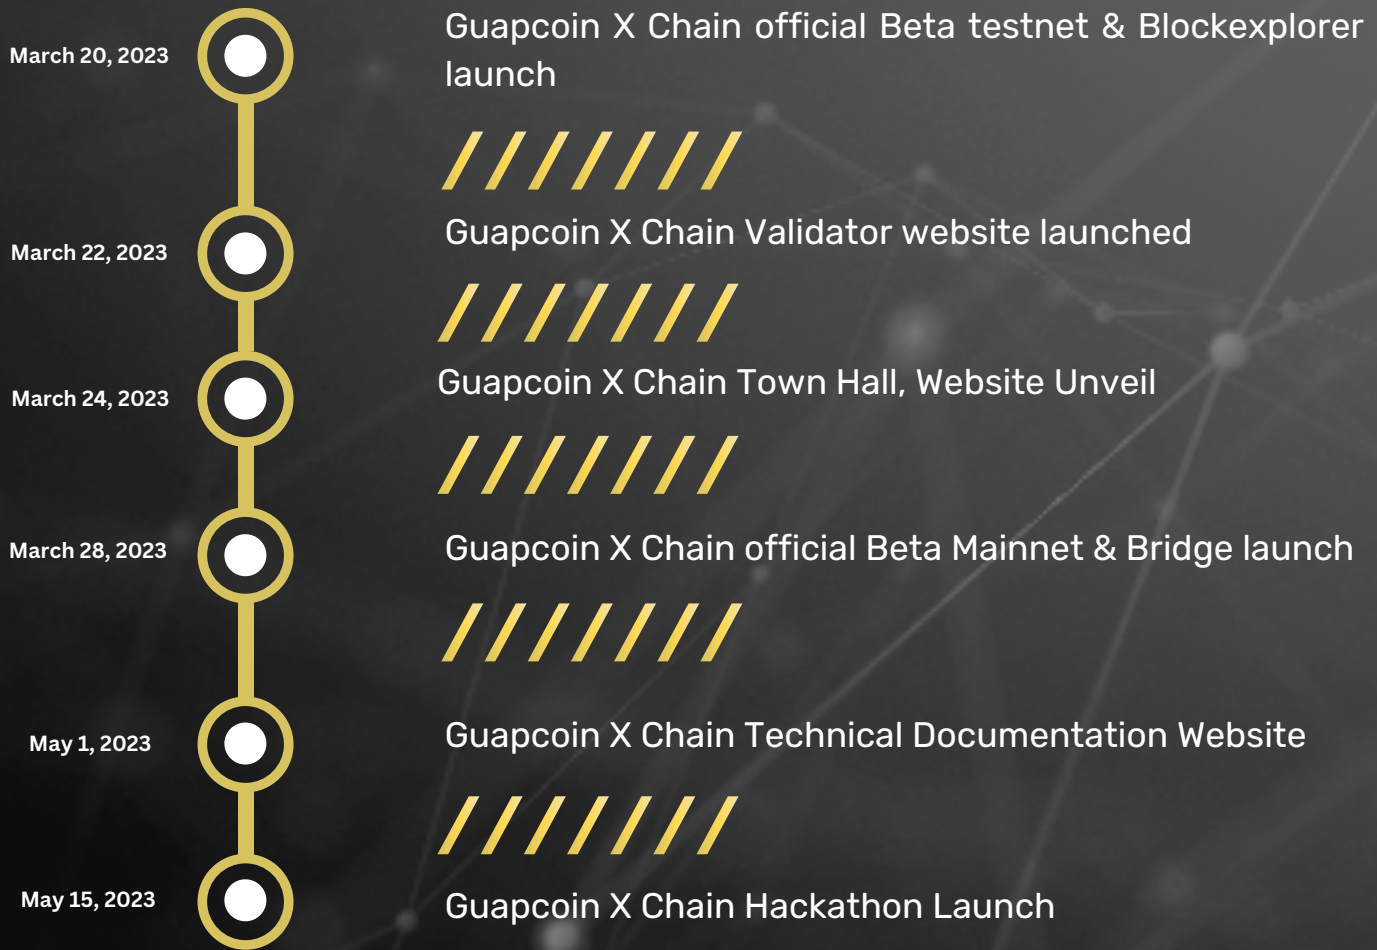 March 20, 2023
Guapcoin X Chain official Beta testnet & Blockexplorer
launch
March 22, 2023
Guapcoin X Chain Validator website launched
March 24, 2023
Guapcoin X Chain Town Hall, Website Unveil
March 28, 2023
Guapcoin X Chain official Beta Mainnet & Bridge launch
May 1, 2023
Guapcoin X Chain Technical Documentation Website
May 15, 2023
Guapcoin X Chain Hackathon Launch